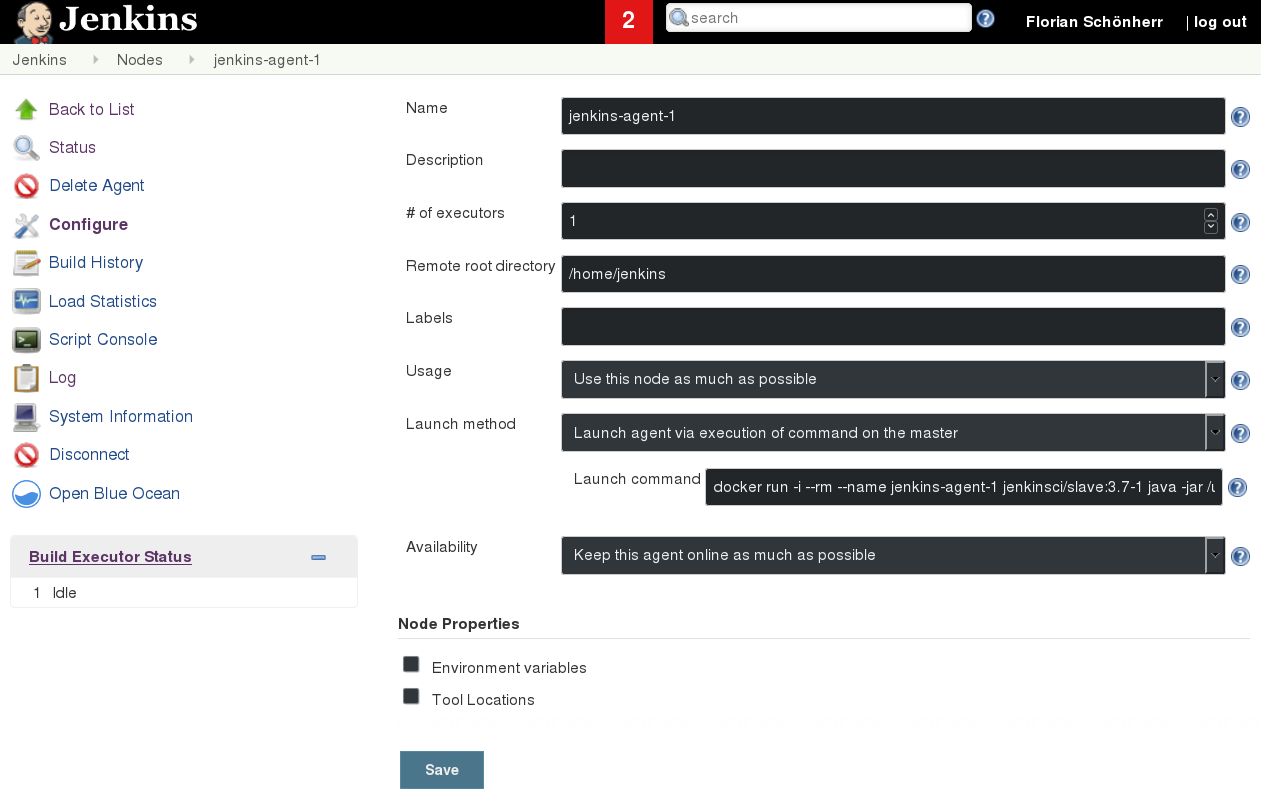 Jenkins
2
search
Florian Schönherr | log out
Jenkins Nodes jenkins-agent-1
Back to List
Status
Delete Agent
Configure
Build History
Load Statistics
Script Console
Log
System Information
Disconnect
Open Blue Ocean
Build Executor Status
1 Idle
Name jenkins-agent-1
Description
# of executors 1
Remote root directory /home/jenkins
Labels
Usage Use this node as much as possible
Launch method Launch agent via execution of command on the master
Launch command docker run -i --rm --name jenkins-agent-1 jenkinsci/slave:3.7-1 java -jar /u
Availability Keep this agent online as much as possible
Node Properties
Environment variables
Tool Locations
Save